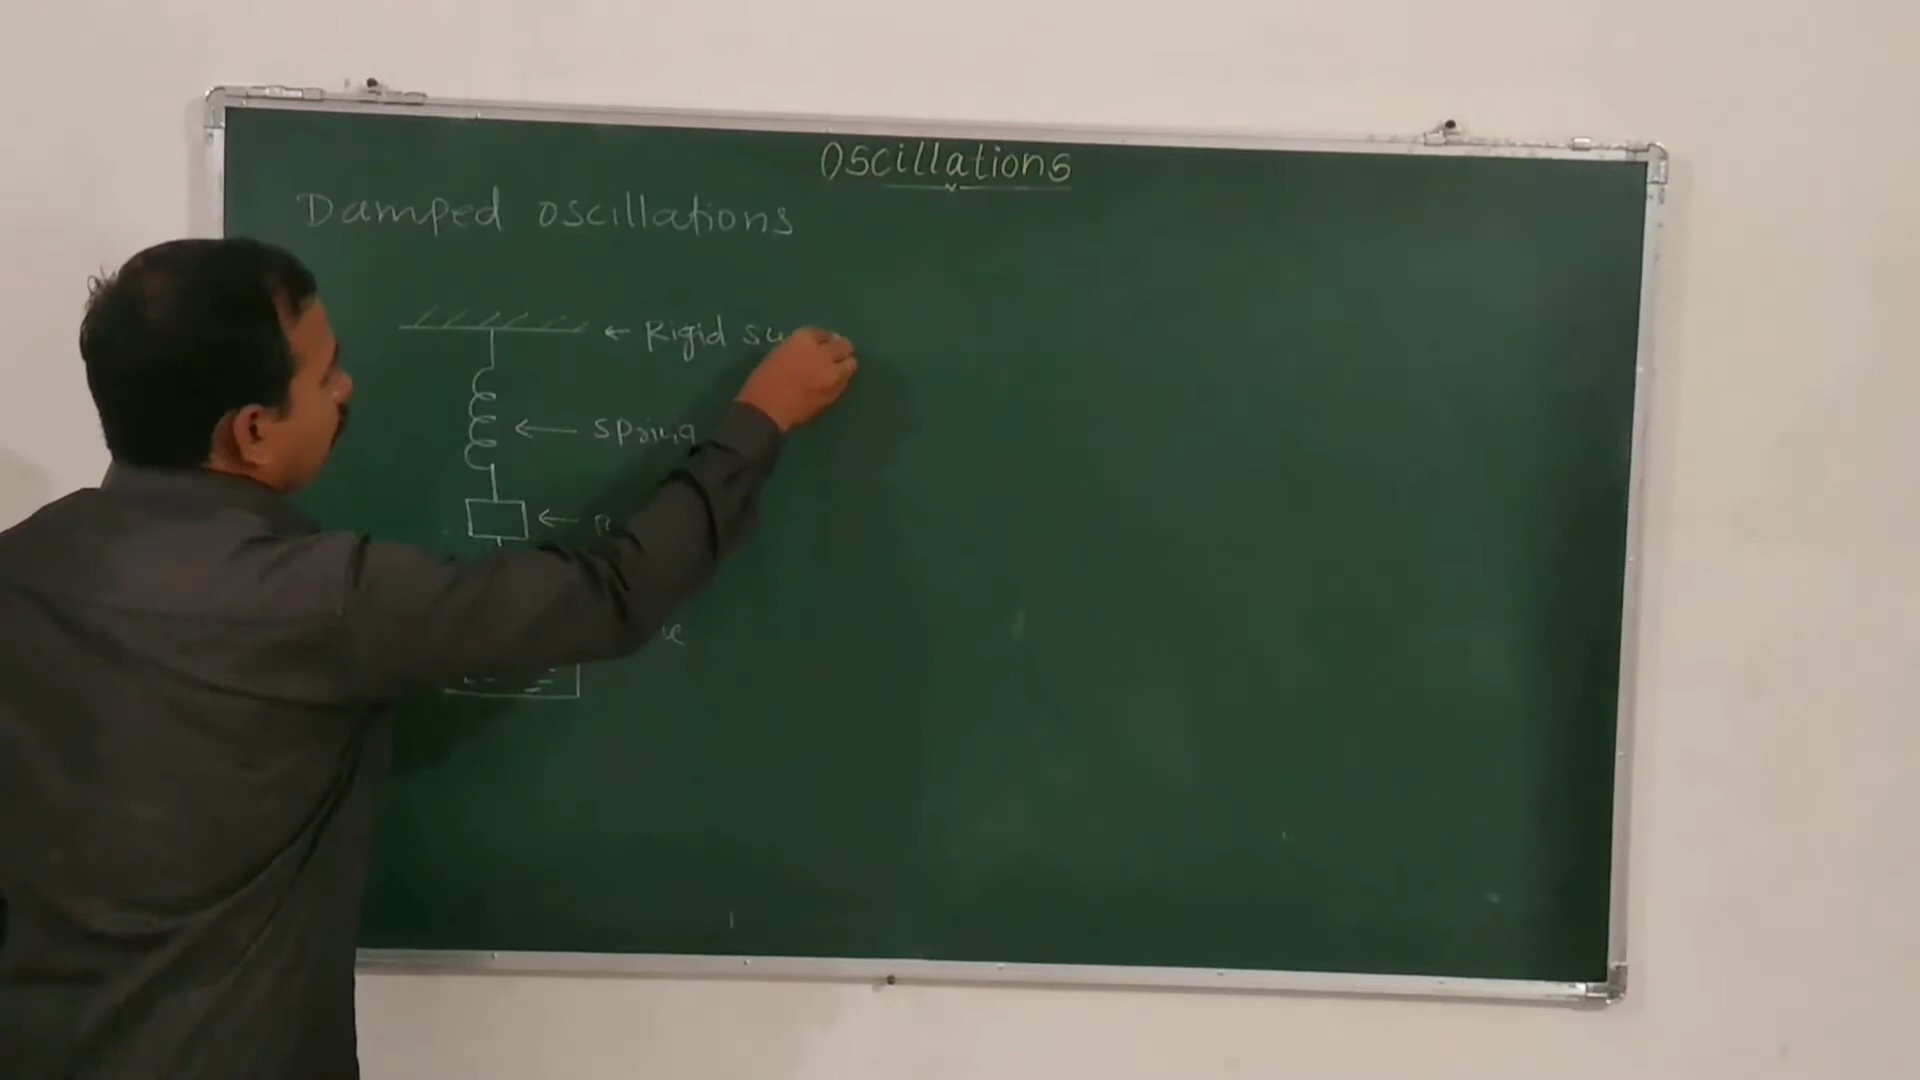 Oscillations
Damped oscillations
← Rigid su
← spring
←